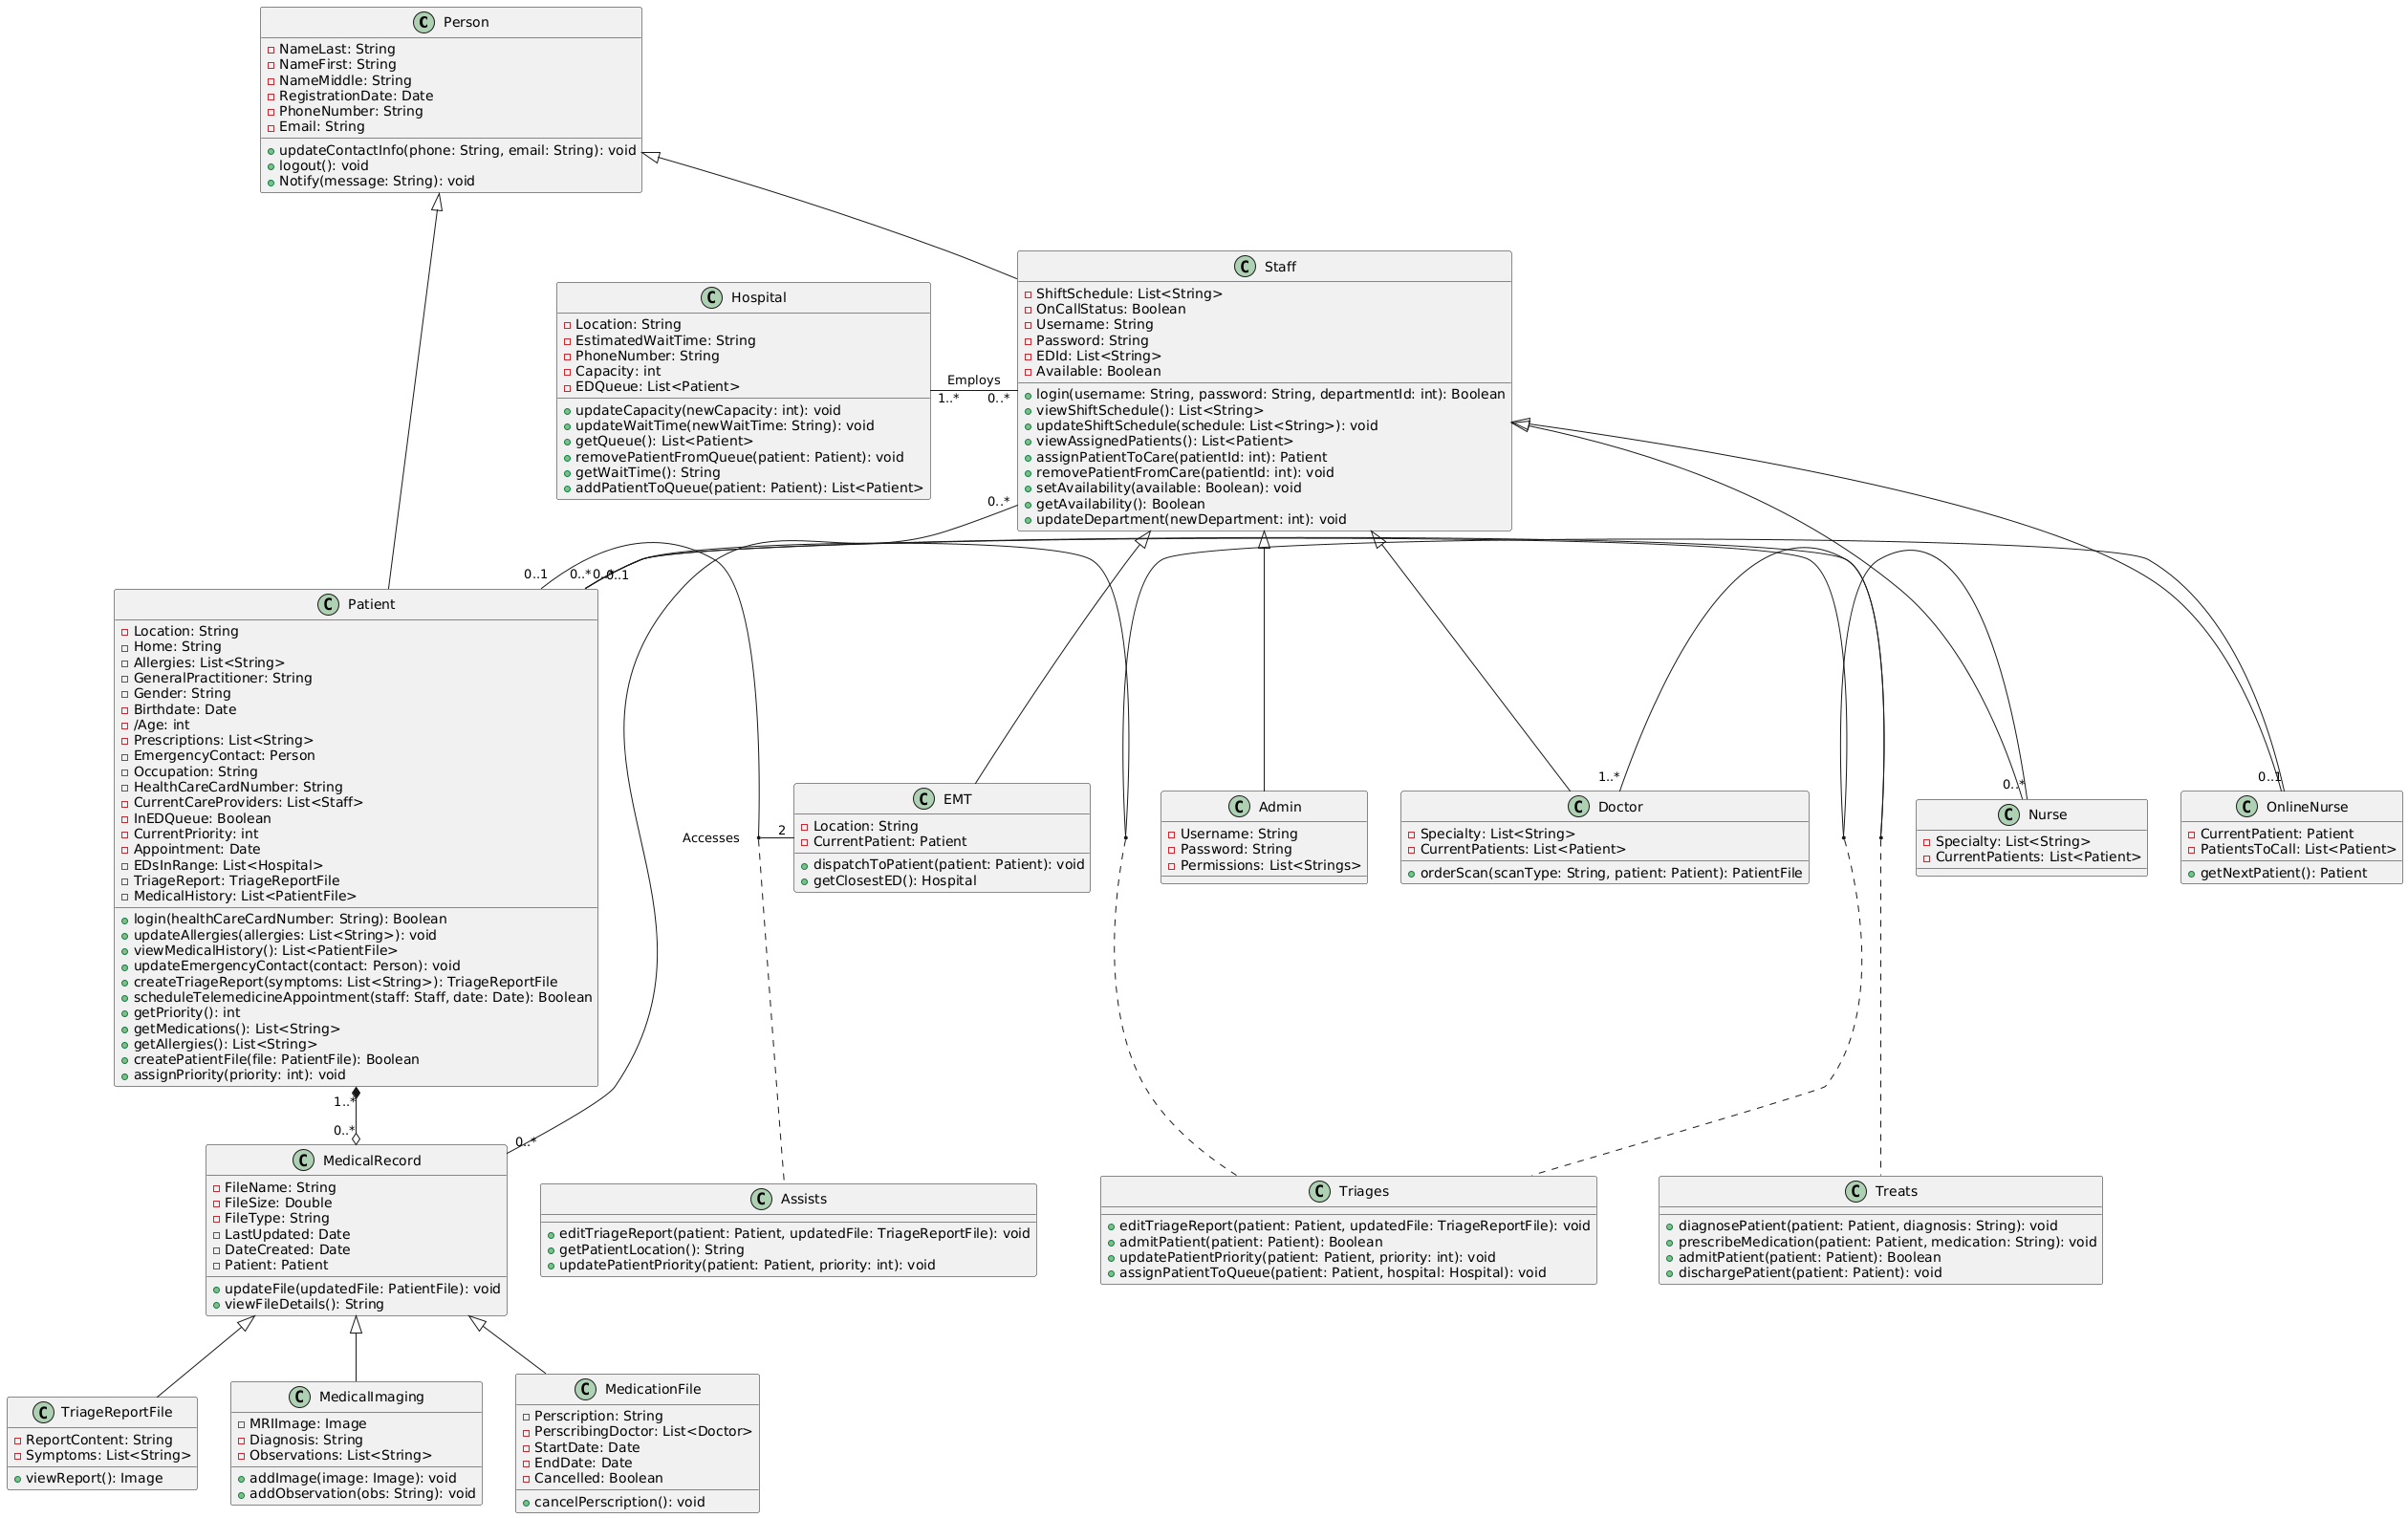 Person
NameLast: String
NameFirst: String
NameMiddle: String
RegistrationDate: Date
PhoneNumber: String
Email: String
updateContactInfo(phone: String, email: String): void
logout(): void
Notify(message: String): void
Staff
ShiftSchedule: List<String>
OnCallStatus: Boolean
Username: String
Password: String
EDId: List<String>
Available: Boolean
login(username: String, password: String, departmentId: int): Boolean
viewShiftSchedule(): List<String>
updateShiftSchedule(schedule: List<String>): void
viewAssignedPatients(): List<Patient>
assignPatientToCare(patientId: int): Patient
removePatientFromCare(patientId: int): void
setAvailability(available: Boolean): void
getAvailability(): Boolean
updateDepartment(newDepartment: int): void
Hospital
Location: String
EstimatedWaitTime: String
PhoneNumber: String
Capacity: int
EDQueue: List<Patient>
updateCapacity(newCapacity: int): void
updateWaitTime(newWaitTime: String): void
getQueue(): List<Patient>
removePatientFromQueue(patient: Patient): void
getWaitTime(): String
addPatientToQueue(patient: Patient): List<Patient>
Employs
1..*
0..*
0..*
0..1
0..*
0..1
Patient
Location: String
Home: String
Allergies: List<String>
GeneralPractitioner: String
Gender: String
Birthdate: Date
/Age: int
Prescriptions: List<String>
EmergencyContact: Person
Occupation: String
HealthCareCardNumber: String
CurrentCareProviders: List<Staff>
InEDQueue: Boolean
CurrentPriority: int
Appointment: Date
EDsInRange: List<Hospital>
TriageReport: TriageReportFile
MedicalHistory: List<PatientFile>
login(healthCareCardNumber: String): Boolean
updateAllergies(allergies: List<String>): void
viewMedicalHistory(): List<PatientFile>
updateEmergencyContact(contact: Person): void
createTriageReport(symptoms: List<String>): TriageReportFile
scheduleTelemedicineAppointment(staff: Staff, date: Date): Boolean
getPriority(): int
getMedications(): List<String>
getAllergies(): List<String>
createPatientFile(file: PatientFile): Boolean
assignPriority(priority: int): void
Accesses
2
EMT
Location: String
CurrentPatient: Patient
dispatchToPatient(patient: Patient): void
getClosestED(): Hospital
Admin
Username: String
Password: String
Permissions: List<Strings>
1..*
Doctor
Specialty: List<String>
CurrentPatients: List<Patient>
orderScan(scanType: String, patient: Patient): PatientFile
0..*
Nurse
Specialty: List<String>
CurrentPatients: List<Patient>
0..1
OnlineNurse
CurrentPatient: Patient
PatientsToCall: List<Patient>
getNextPatient(): Patient
1..*
0..*
0..*
MedicalRecord
FileName: String
FileSize: Double
FileType: String
LastUpdated: Date
DateCreated: Date
Patient: Patient
updateFile(updatedFile: PatientFile): void
viewFileDetails(): String
Assists
editTriageReport(patient: Patient, updatedFile: TriageReportFile): void
getPatientLocation(): String
updatePatientPriority(patient: Patient, priority: int): void
Triages
editTriageReport(patient: Patient, updatedFile: TriageReportFile): void
admitPatient(patient: Patient): Boolean
updatePatientPriority(patient: Patient, priority: int): void
assignPatientToQueue(patient: Patient, hospital: Hospital): void
Treats
diagnosePatient(patient: Patient, diagnosis: String): void
prescribeMedication(patient: Patient, medication: String): void
admitPatient(patient: Patient): Boolean
dischargePatient(patient: Patient): void
TriageReportFile
ReportContent: String
Symptoms: List<String>
viewReport(): Image
MedicalImaging
MRIImage: Image
Diagnosis: String
Observations: List<String>
addImage(image: Image): void
addObservation(obs: String): void
MedicationFile
Perscription: String
PerscribingDoctor: List<Doctor>
StartDate: Date
EndDate: Date
Cancelled: Boolean
cancelPerscription(): void